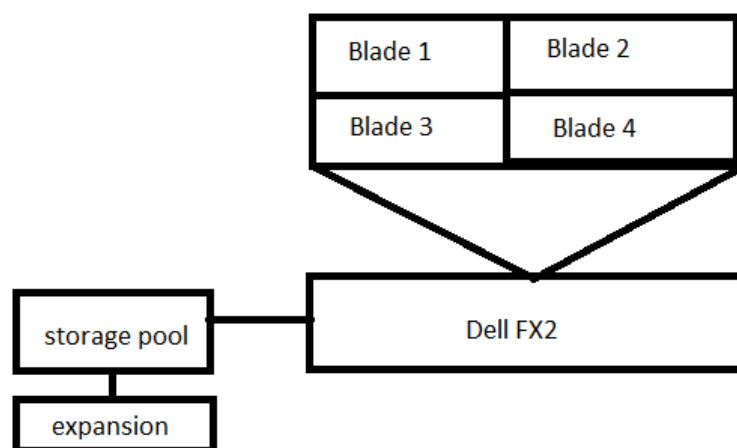 Blade 1
Blade 2
Blade 3
Blade 4
Dell FX2
storage pool
expansion